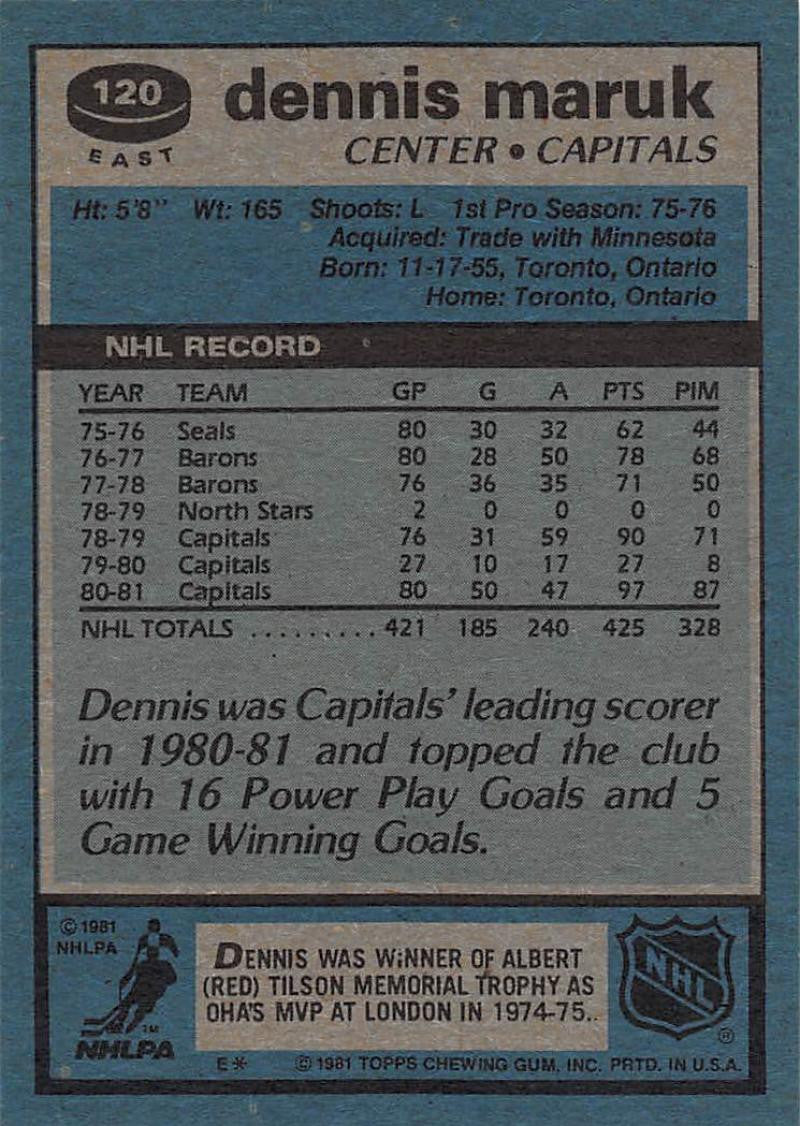 120
EAST
dennis maruk
CENTER • CAPITALS
Ht: 5'8" Wt: 165 Shoots: L 1st Pro Season: 75-76
Acquired: Trade with Minnesota
Born: 11-17-55, Toronto, Ontario
Home: Toronto, Ontario
NHL RECORD
YEAR TEAM GP G A PTS PIM
75-76 Seals 80 30 32 62 44
76-77 Barons 80 28 50 78 68
77-78 Barons 76 36 35 71 50
78-79 North Stars 2 0 0 0 0
78-79 Capitals 76 31 59 90 71
79-80 Capitals 27 10 17 27 8
80-81 Capitals 80 50 47 97 87
NHL TOTALS ......... 421 185 240 425 328
Dennis was Capitals' leading scorer
in 1980-81 and topped the club
with 16 Power Play Goals and 5
Game Winning Goals.
© 1981
NHLPA
TM
NHLPA
DENNIS WAS WiNNER OF ALBERT
(RED) TILSON MEMORIAL TROPHY AS
OHA'S MVP AT LONDON IN 1974-75..
NHL
®
E* © 1981 TOPPS CHEWING GUM, INC. PRTD. IN U.S.A.